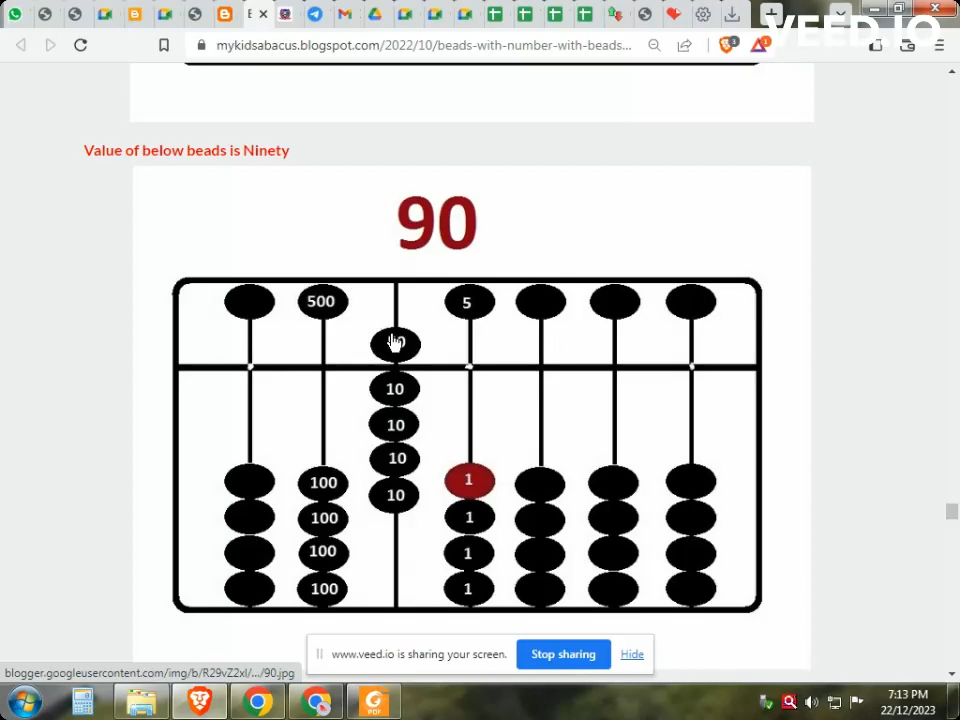 VEED.IO
mykidsabacus.blogspot.com/2022/10/beads-with-number-with-beads...
Value of below beads is Ninety
90
500
5
10
10
10
10
100
1
100
1
100
1
100
1
www.veed.io is sharing your screen.
Stop sharing
Hide
blogger.googleusercontent.com/img/b/R29vZ2xl/.../90.jpg
7:13 PM
22/12/2023